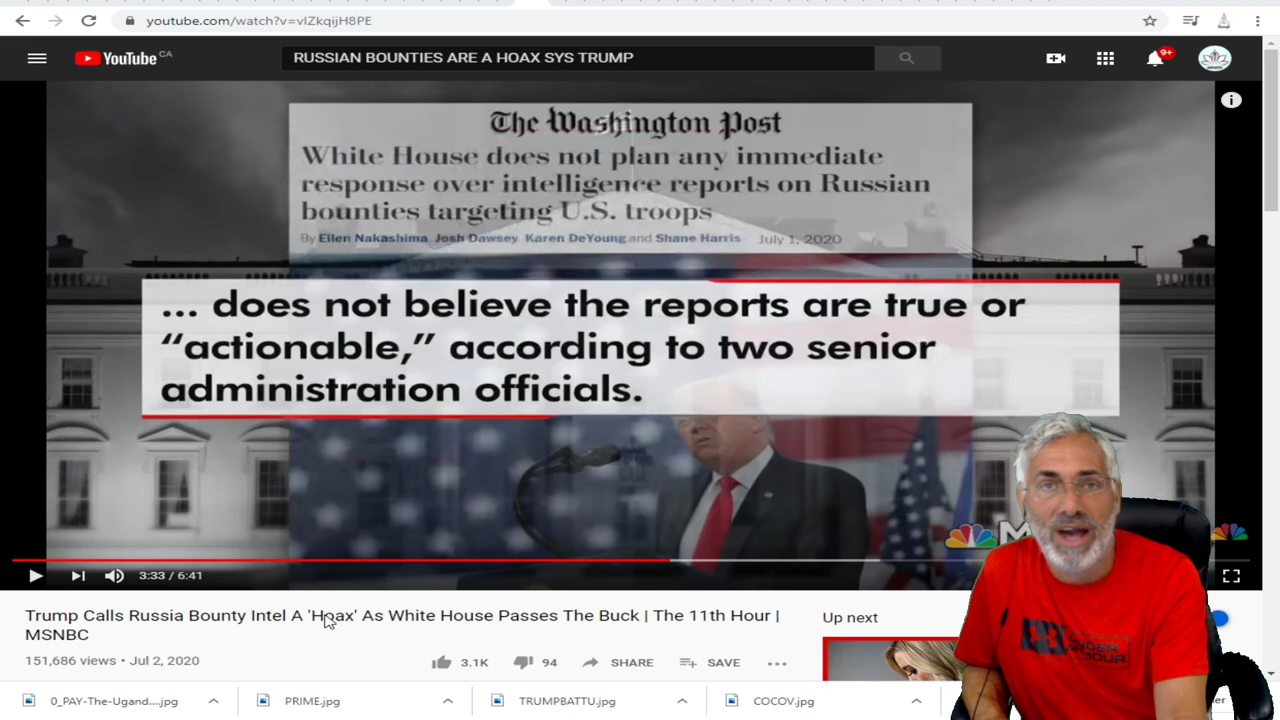 youtube.com/watch?v=vIZkqijH8PE
YouTube CA
RUSSIAN BOUNTIES ARE A HOAX SYS TRUMP
9+
The Washington Post
White House does not plan any immediate
response over intelligence reports on Russian
bounties targeting U.S. troops
By Ellen Nakashima, Josh Dawsey, Karen DeYoung and Shane Harris July 1, 2020
... does not believe the reports are true or
“actionable,” according to two senior
administration officials.
3:33 / 6:41
Trump Calls Russia Bounty Intel A 'Hoax' As White House Passes The Buck | The 11th Hour |
MSNBC
Up next
151,686 views • Jul 2, 2020
3.1K
94
SHARE
SAVE
0_PAY-The-Ugand....jpg
PRIME.jpg
TRUMPBATTU.jpg
COCOV.jpg